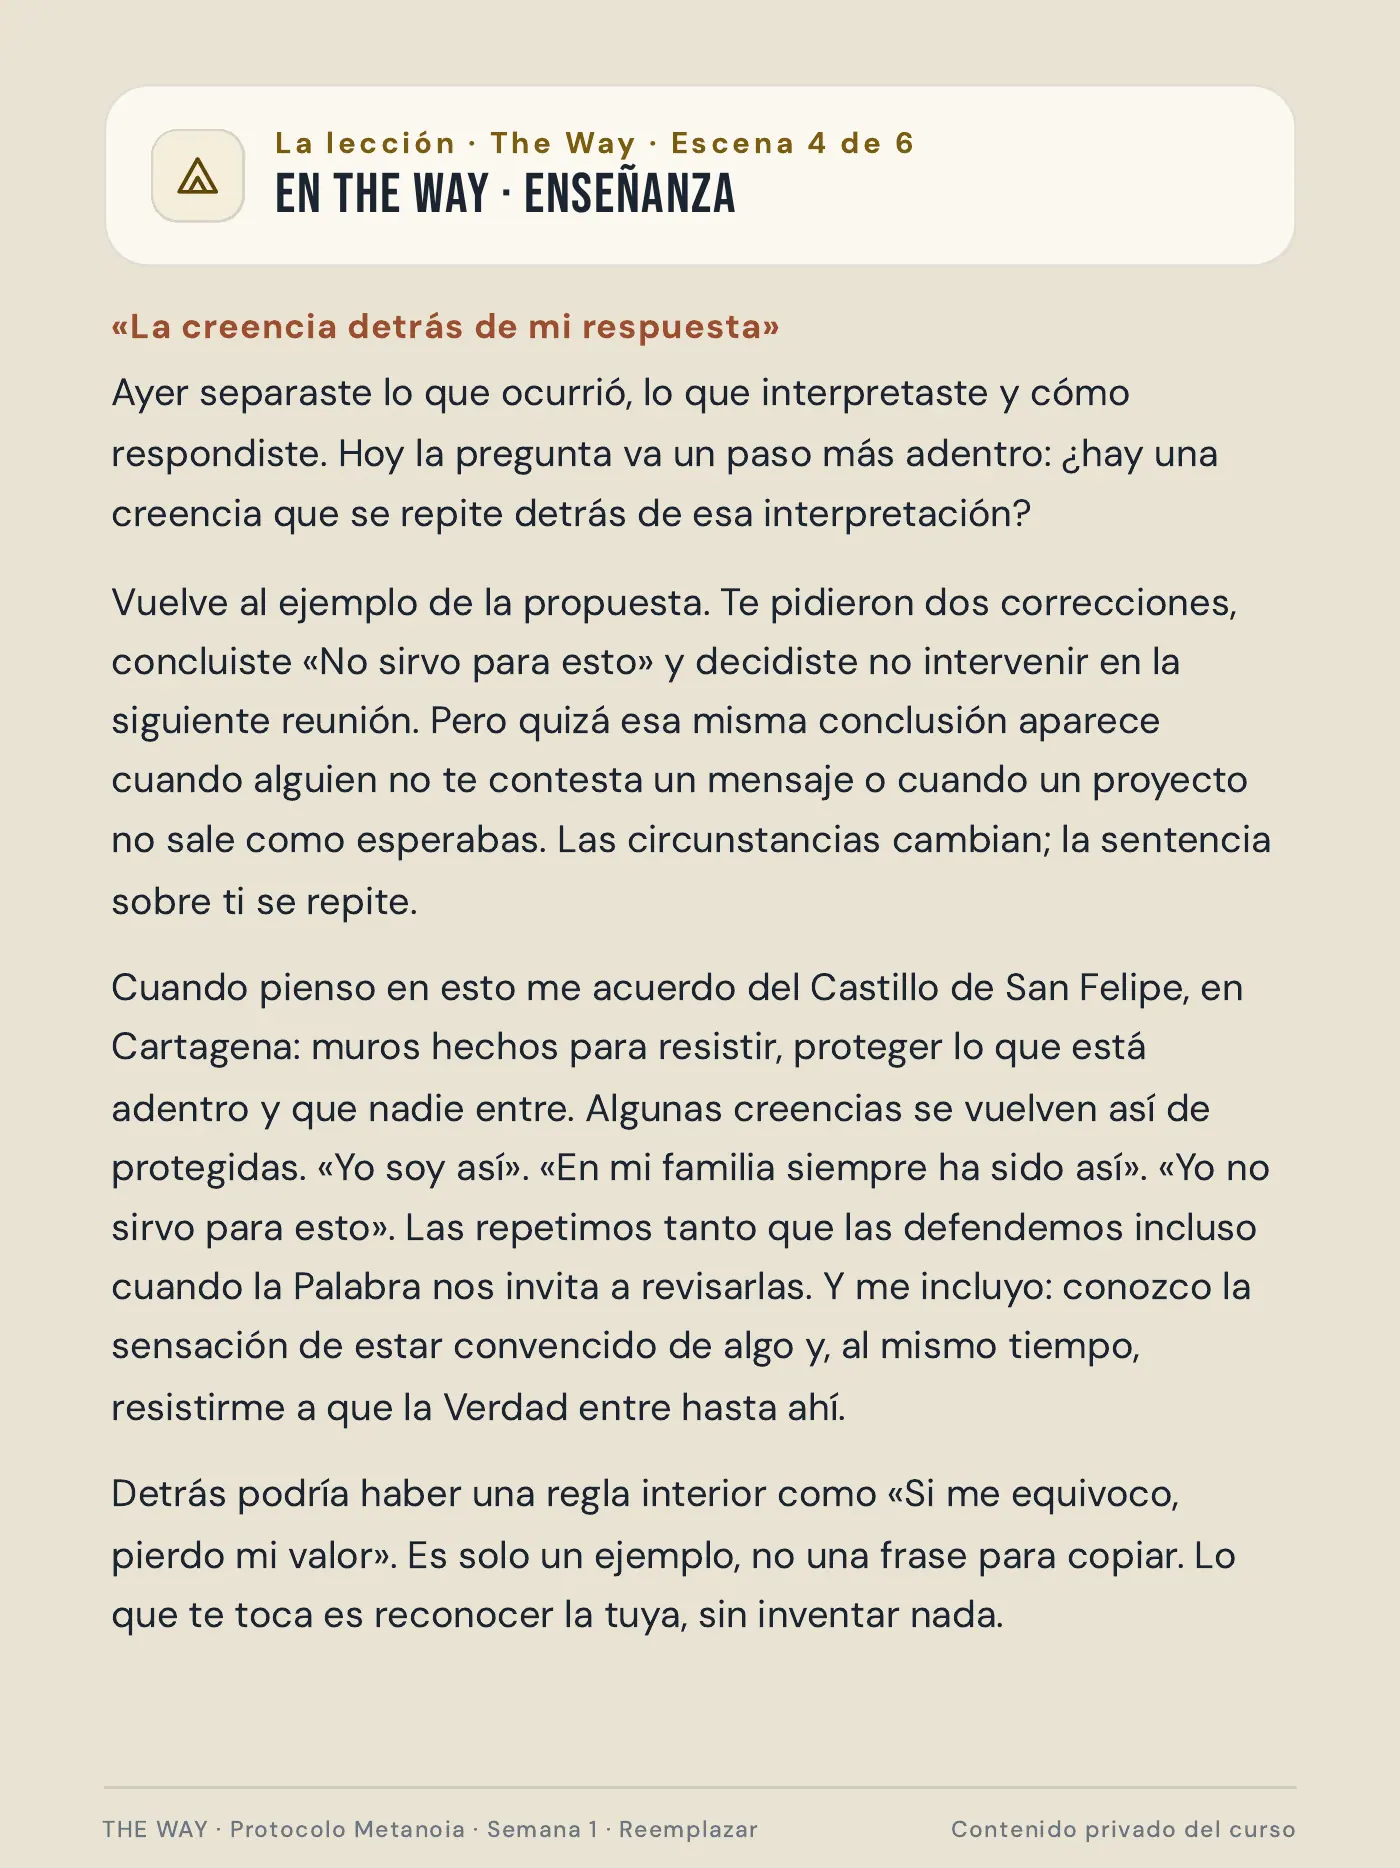 La lección · The Way · Escena 4 de 6
EN THE WAY · ENSEÑANZA
«La creencia detrás de mi respuesta»
Ayer separaste lo que ocurrió, lo que interpretaste y cómo
respondiste. Hoy la pregunta va un paso más adentro: ¿hay una
creencia que se repite detrás de esa interpretación?
Vuelve al ejemplo de la propuesta. Te pidieron dos correcciones,
concluiste «No sirvo para esto» y decidiste no intervenir en la
siguiente reunión. Pero quizá esa misma conclusión aparece
cuando alguien no te contesta un mensaje o cuando un proyecto
no sale como esperabas. Las circunstancias cambian; la sentencia
sobre ti se repite.
Cuando pienso en esto me acuerdo del Castillo de San Felipe, en
Cartagena: muros hechos para resistir, proteger lo que está
adentro y que nadie entre. Algunas creencias se vuelven así de
protegidas. «Yo soy así». «En mi familia siempre ha sido así». «Yo no
sirvo para esto». Las repetimos tanto que las defendemos incluso
cuando la Palabra nos invita a revisarlas. Y me incluyo: conozco la
sensación de estar convencido de algo y, al mismo tiempo,
resistirme a que la Verdad entre hasta ahí.
Detrás podría haber una regla interior como «Si me equivoco,
pierdo mi valor». Es solo un ejemplo, no una frase para copiar. Lo
que te toca es reconocer la tuya, sin inventar nada.
THE WAY · Protocolo Metanoia · Semana 1 · Reemplazar
Contenido privado del curso